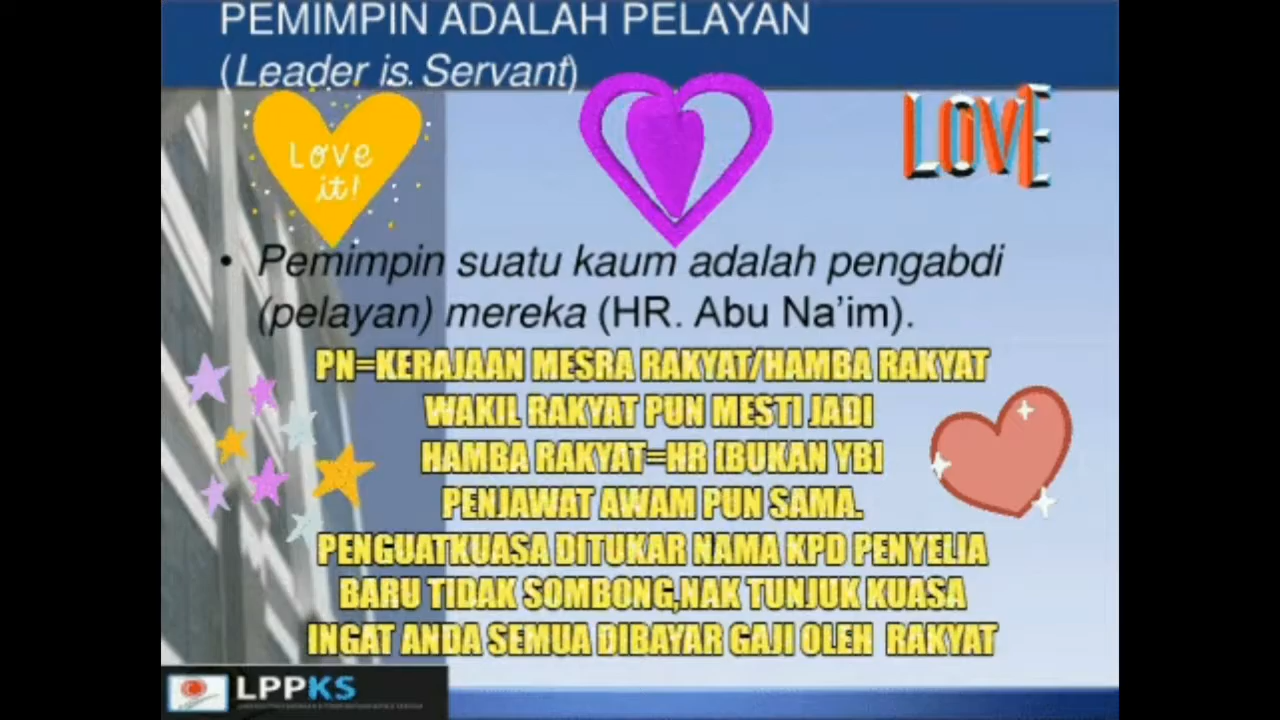 PEMIMPIN ADALAH PELAYAN
(Leader is. Servant)
LOVE
it!
LOVE
• Pemimpin suatu kaum adalah pengabdi
(pelayan) mereka (HR. Abu Na'im).
PN=KERAJAAN MESRA RAKYAT/HAMBA RAKYAT
WAKIL RAKYAT PUN MESTI JADI
HAMBA RAKYAT=HR [BUKAN YB]
PENJAWAT AWAM PUN SAMA.
PENGUATKUASA DITUKAR NAMA KPD PENYELIA
BARU TIDAK SOMBONG,NAK TUNJUK KUASA
INGAT ANDA SEMUA DIBAYAR GAJI OLEH RAKYAT
LPPKS